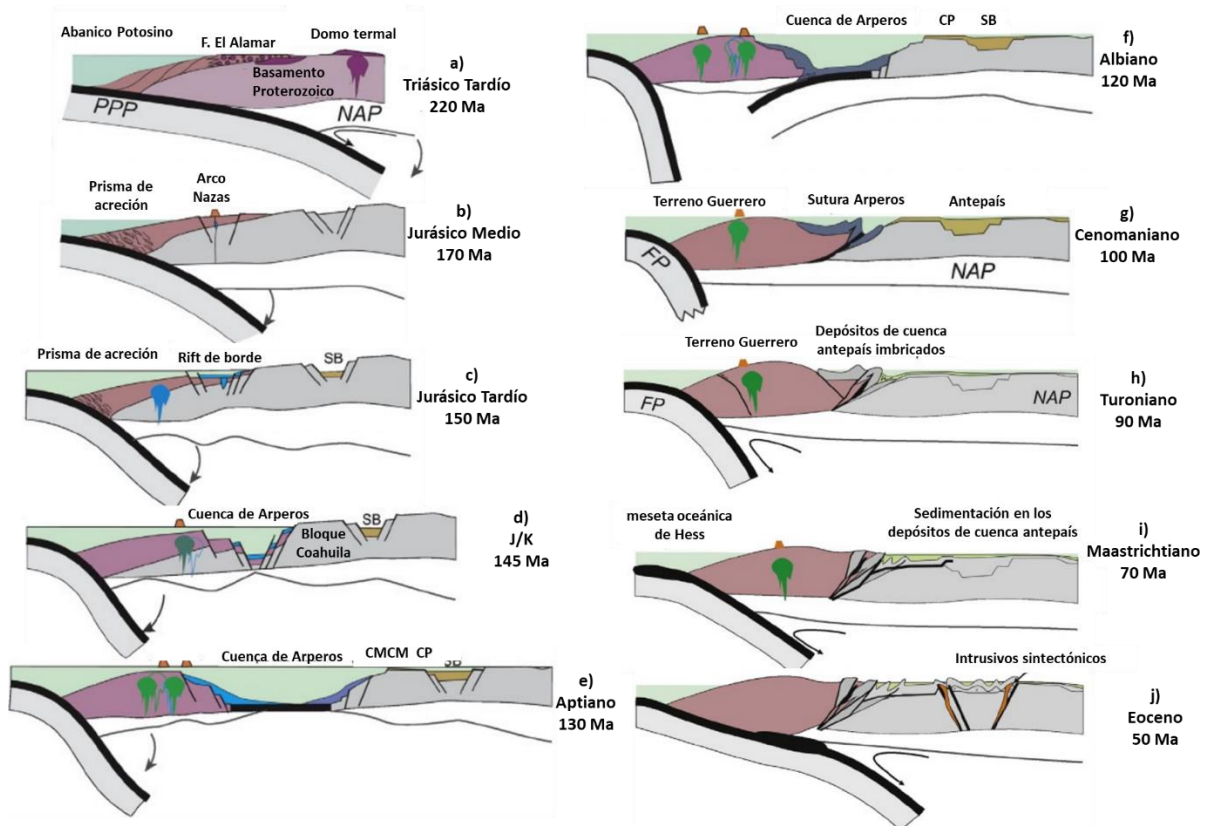 Abanico Potosino
F. El Alamar
Domo termal
Basamento
Proterozoico
PPP
NAP
a)
Triásico Tardío
220 Ma
Prisma de
acreción
Arco
Nazas
b)
Jurásico Medio
170 Ma
Prisma de acreción
Rift de borde
SB
c)
Jurásico Tardío
150 Ma
Cuenca de Arperos
Bloque
Coahuila
SB
d)
J/K
145 Ma
Cuença de Arperos
CMCM CP
SB
e)
Aptiano
130 Ma
Cuenca de Arperos
CP
SB
f)
Albiano
120 Ma
Terreno Guerrero
Sutura Arperos
Antepaís
FP
NAP
g)
Cenomaniano
100 Ma
Terreno Guerrero
Depósitos de cuenca
antepaís imbricados
FP
NAP
h)
Turoniano
90 Ma
meseta oceánica
de Hess
Sedimentación en los
depósitos de cuenca antepaís
i)
Maastrichtiano
70 Ma
Intrusivos sintectónicos
j)
Eoceno
50 Ma